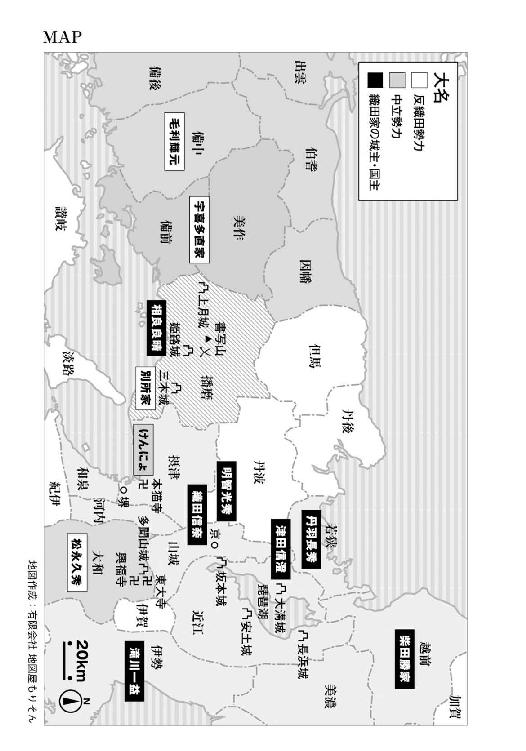 MAP
大名
反織田勢力
中立勢力
織田家の城主・国主
出雲
備後
備中
毛利輝元
伯耆
美作
宇喜多直家
備前
讃岐
因幡
上月城
書写山
姫路城
相良良晴
播磨
三木城
別所家
淡路
但馬
丹後
丹波
摂津
けんにょ
本猫寺
堺
和泉
河内
紀伊
明智光秀
織田信奈
京
山城
多聞山城
東大寺
興福寺
大和
松永久秀
若狭
丹羽長秀
津田信澄
大溝城
琵琶湖
坂本城
安土城
長浜城
近江
伊賀
伊勢
滝川一益
越前
柴田勝家
加賀
美濃
20km
N
地図作成:有限会社 地図屋もりそん